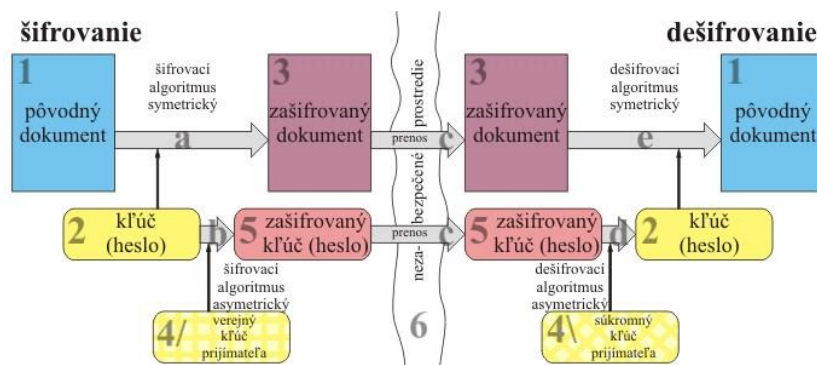 šifrovanie
dešifrovanie
1
pôvodný
dokument
šifrovací
algoritmus
symetrický
a
3
zašifrovaný
dokument
prenos
c
neza- bezpečené prostredie
3
zašifrovaný
dokument
dešifrovací
algoritmus
symetrický
e
1
pôvodný
dokument
2
kľúč
(heslo)
b
5
zašifrovaný
kľúč (heslo)
prenos
c
5
zašifrovaný
kľúč (heslo)
d
2
kľúč
(heslo)
šifrovací
algoritmus
asymetrický
4/
verejný
kľúč
prijímateľa
6
dešifrovací
algoritmus
asymetrický
4\
súkromný
kľúč
prijímateľa